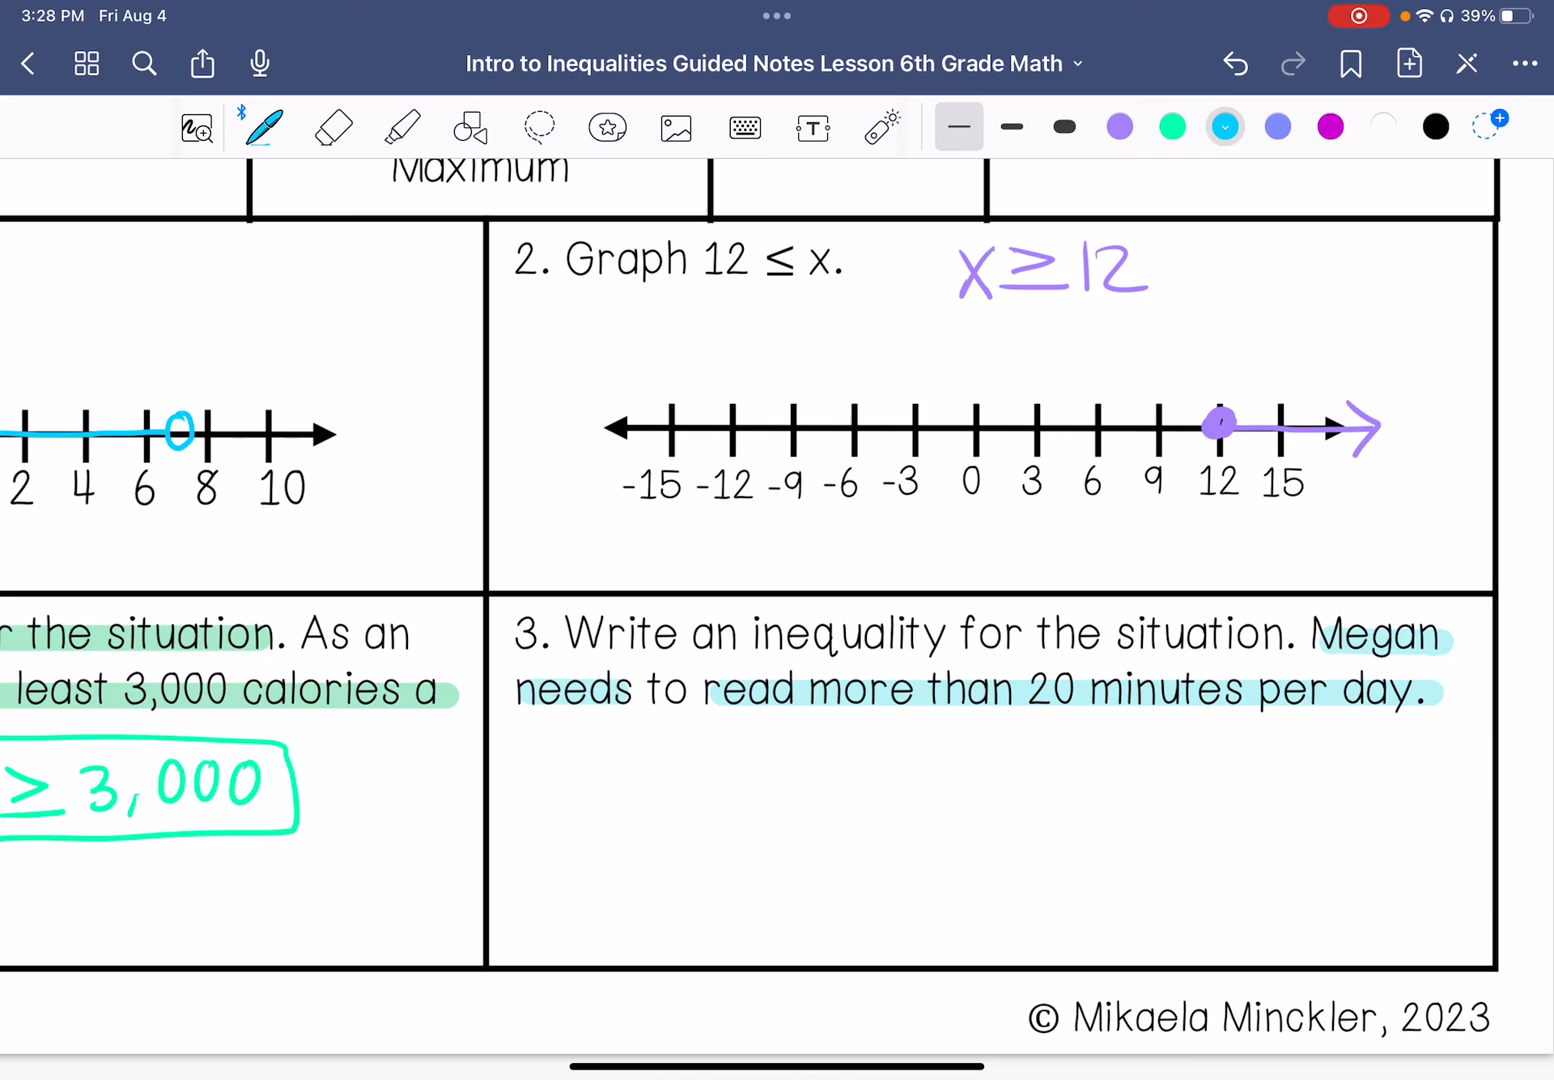 3:28 PM Fri Aug 4
39%
Intro to Inequalities Guided Notes Lesson 6th Grade Math
T
Maximum
2. Graph 12 ≤ x.
x ≥ 12
2 4 6 8 10
-15 -12 -9 -6 -3 0 3 6 9 12 15
r the situation. As an
least 3,000 calories a
≥ 3,000
3. Write an inequality for the situation. Megan
needs to read more than 20 minutes per day.
© Mikaela Minckler, 2023